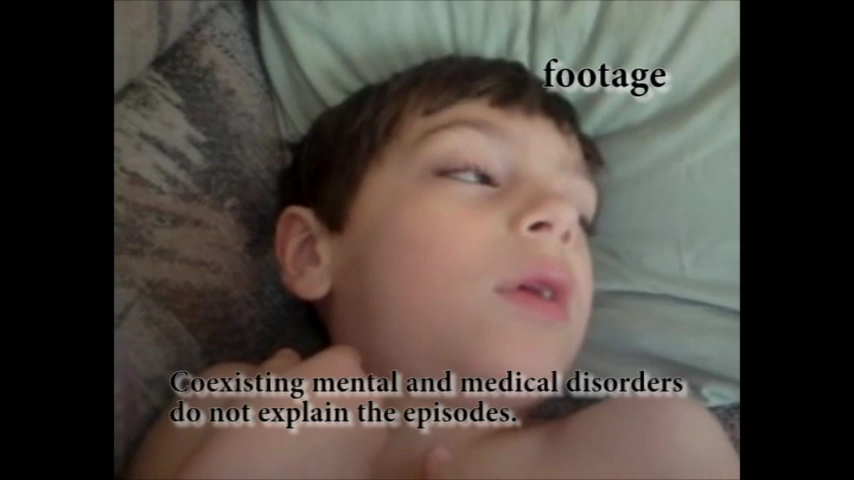 footage
Coexisting mental and medical disorders
do not explain the episodes.